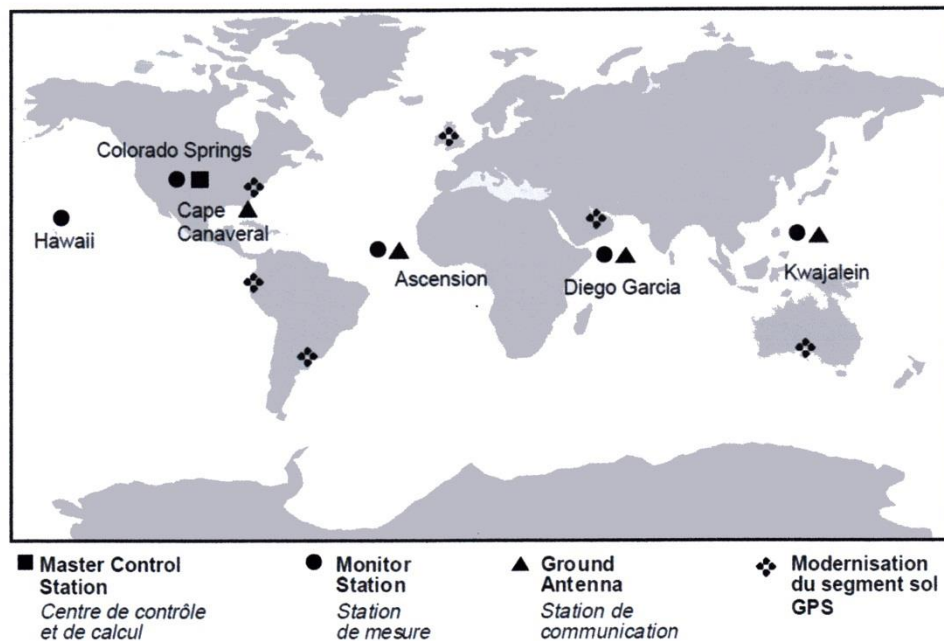 Colorado Springs
Hawaii
Cape
Canaveral
Ascension
Diego Garcia
Kwajalein
Master Control
Station
Centre de contrôle
et de calcul
Monitor
Station
Station
de mesure
Ground
Antenna
Station de
communication
Modernisation
du segment sol
GPS